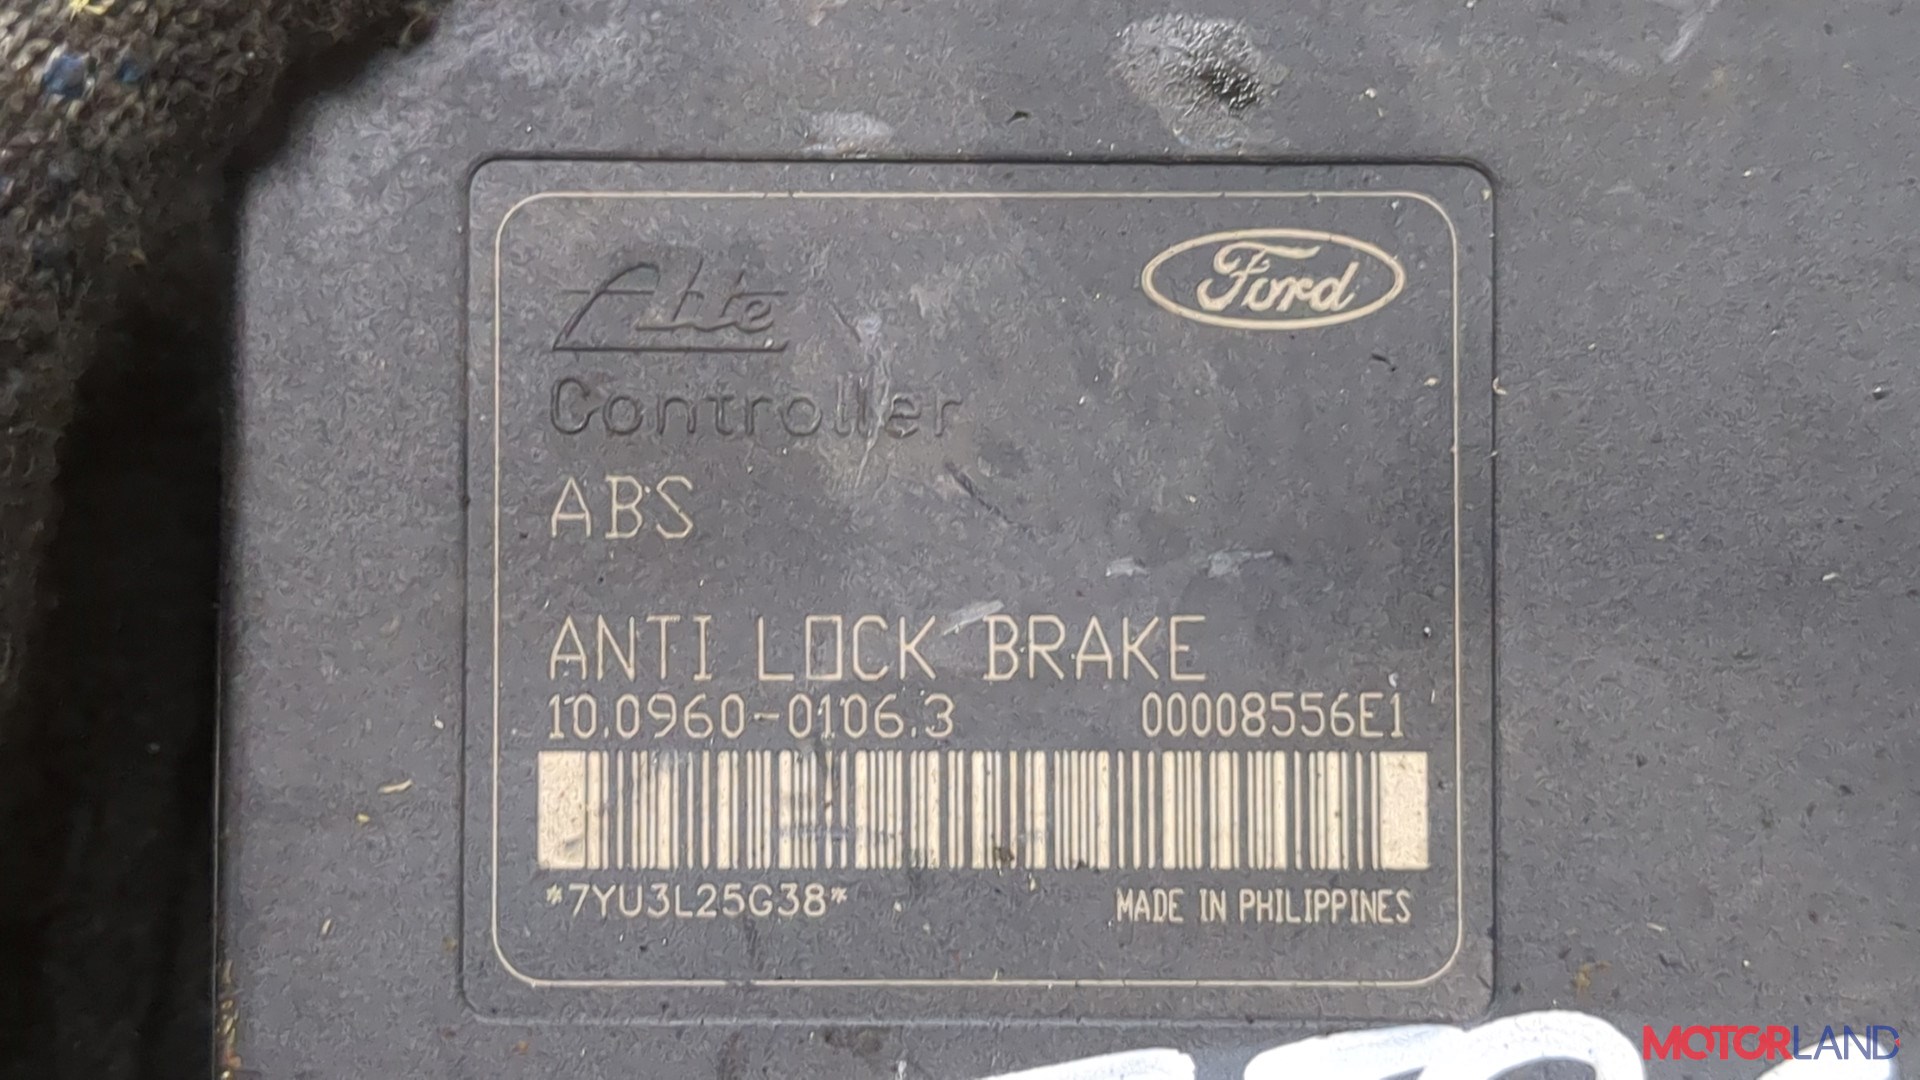 Ford
Ate
Controller
ABS
ANTI LOCK BRAKE
10.0960-0106.3 00008556E1
*7YU3L25G38* MADE IN PHILIPPINES
MOTORLAND